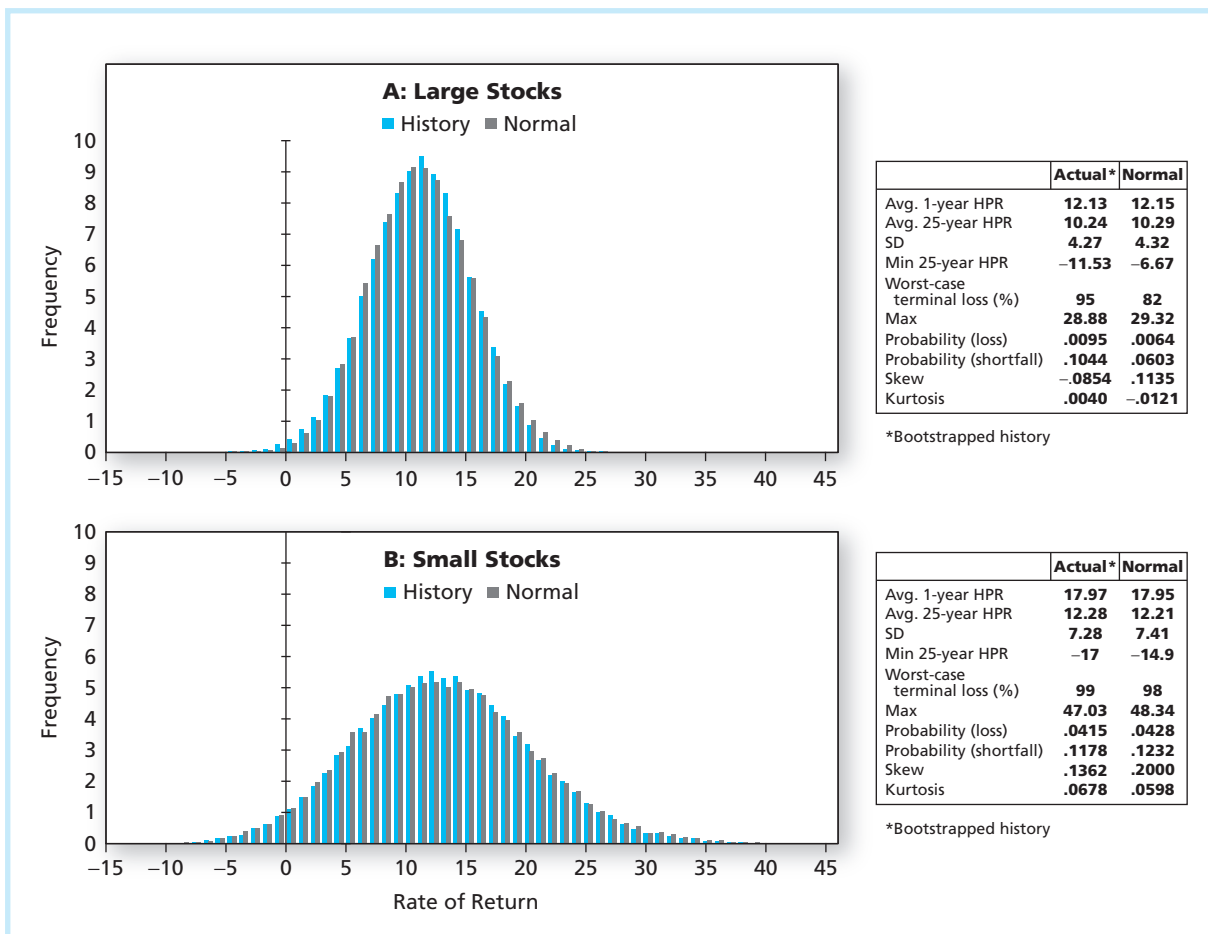 A: Large Stocks
History Normal
10
9
8
7
6
5
4
3
2
1
0
Frequency
−15 −10 −5 0 5 10 15 20 25 30 35 40 45
Actual* Normal
Avg. 1-year HPR 12.13 12.15
Avg. 25-year HPR 10.24 10.29
SD 4.27 4.32
Min 25-year HPR −11.53 −6.67
Worst-case
terminal loss (%) 95 82
Max 28.88 29.32
Probability (loss) .0095 .0064
Probability (shortfall) .1044 .0603
Skew −.0854 .1135
Kurtosis .0040 −.0121
*Bootstrapped history
B: Small Stocks
History Normal
10
9
8
7
6
5
4
3
2
1
0
Frequency
−15 −10 −5 0 5 10 15 20 25 30 35 40 45
Rate of Return
Actual* Normal
Avg. 1-year HPR 17.97 17.95
Avg. 25-year HPR 12.28 12.21
SD 7.28 7.41
Min 25-year HPR −17 −14.9
Worst-case
terminal loss (%) 99 98
Max 47.03 48.34
Probability (loss) .0415 .0428
Probability (shortfall) .1178 .1232
Skew .1362 .2000
Kurtosis .0678 .0598
*Bootstrapped history